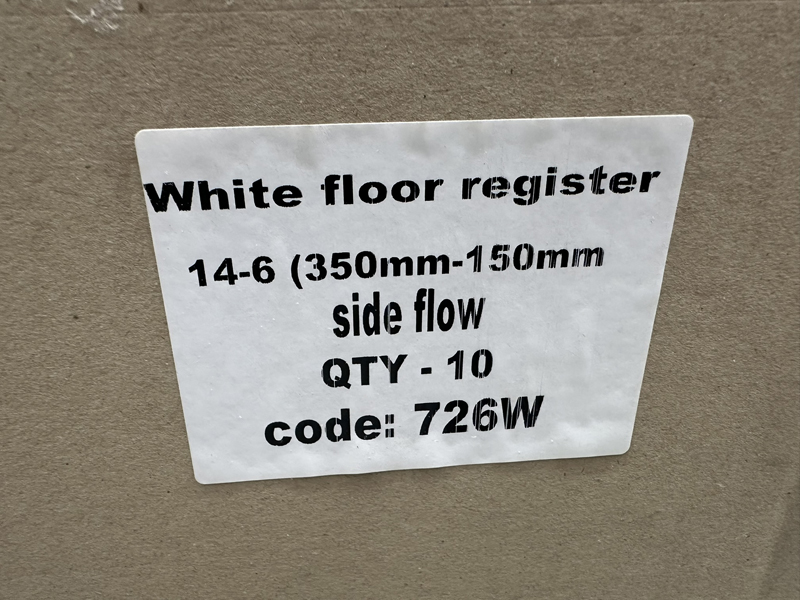 White floor register
14-6 (350mm-150mm
side flow
QTY - 10
code: 726W